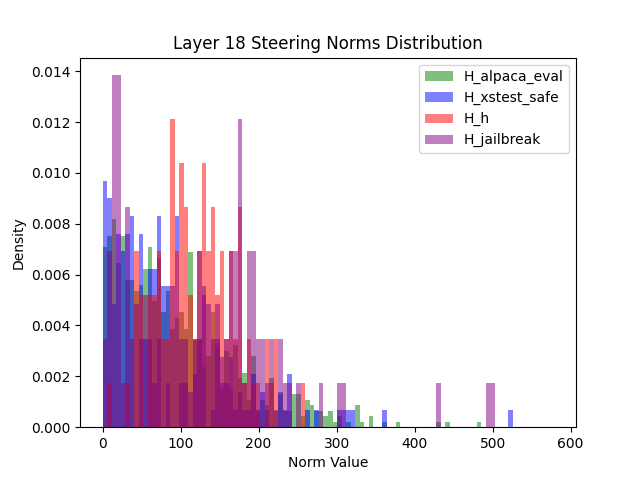 Layer 18 Steering Norms Distribution
H_alpaca_eval
H_xstest_safe
H_h
H_jailbreak
0.014
0.012
0.010
0.008
0.006
0.004
0.002
0.000
Density
0 100 200 300 400 500 600
Norm Value